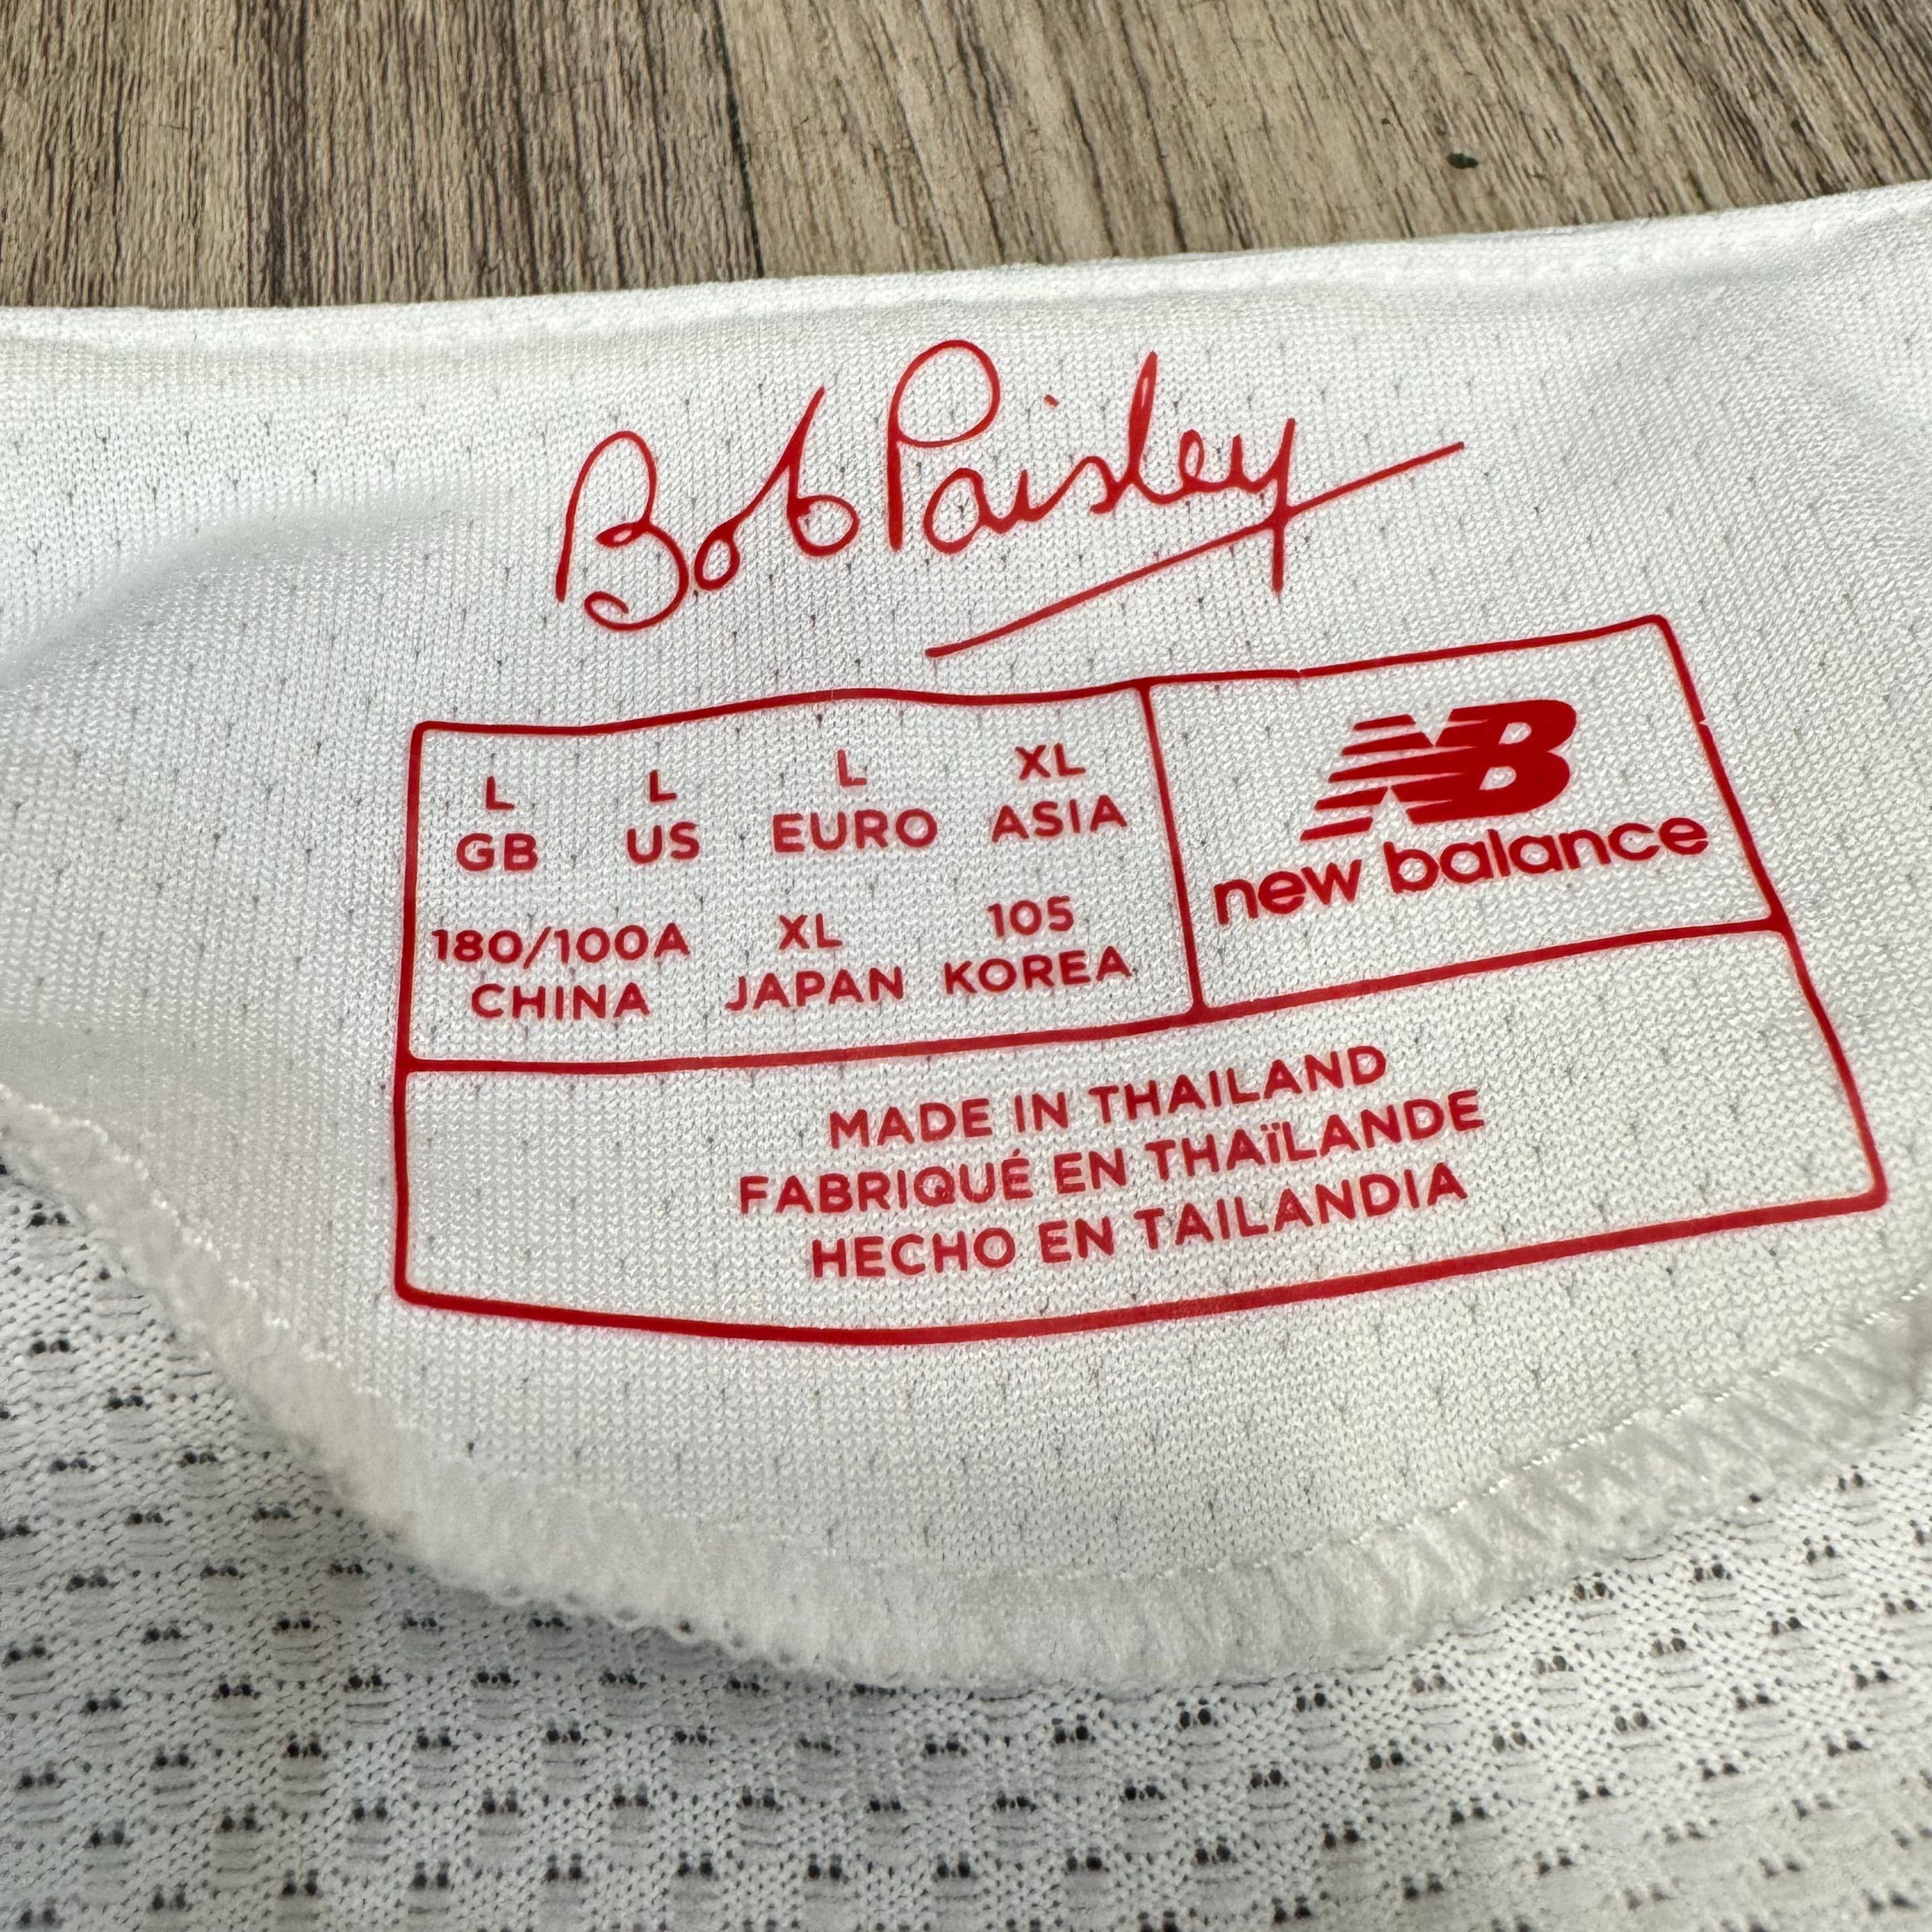 Bob Paisley
L L L XL
GB US EURO ASIA
180/100A XL 105
CHINA JAPAN KOREA
NB
new balance
MADE IN THAILAND
FABRIQUÉ EN THAÏLANDE
HECHO EN TAILANDIA